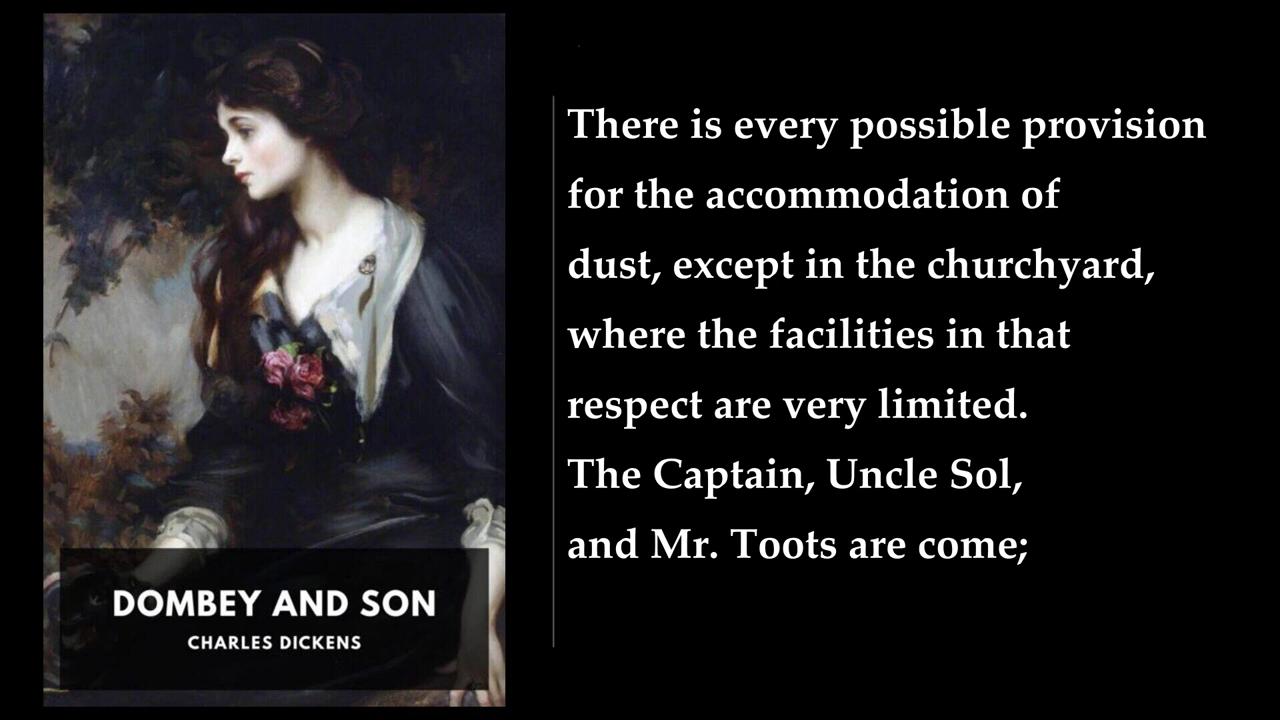 There is every possible provision
for the accommodation of
dust, except in the churchyard,
where the facilities in that
respect are very limited.
The Captain, Uncle Sol,
and Mr. Toots are come;
DOMBEY AND SON
CHARLES DICKENS